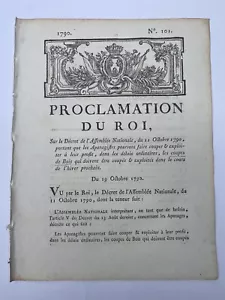 1790.
N.º 101.
PROCLAMATION
DU ROI,
Sur le Décret de l'Assemblée Nationale, du 11 Octobre 1790,
portant que les Apanagistes pourront faire couper & exploi-
ter à leur profit, dans les délais ordinaires, les coupes
de Bois qui doivent être coupés & exploités dans le cours
de l'hiver prochain.
Du 19 Octobre 1790.
VU par le Roi, le Décret de l'Assemblée Nationale, du
11 Octobre 1790, dont la teneur suit :
L'ASSEMBLÉE NATIONALE interprétant, en tant que de besoin,
l'article V du Décret du 13 Août dernier, concernant les Apanages,
décrète ce qui suit :
Les Apanagistes pourront faire couper & exploiter à leur profit,
dans les délais ordinaires, les coupes de Bois qui doivent être